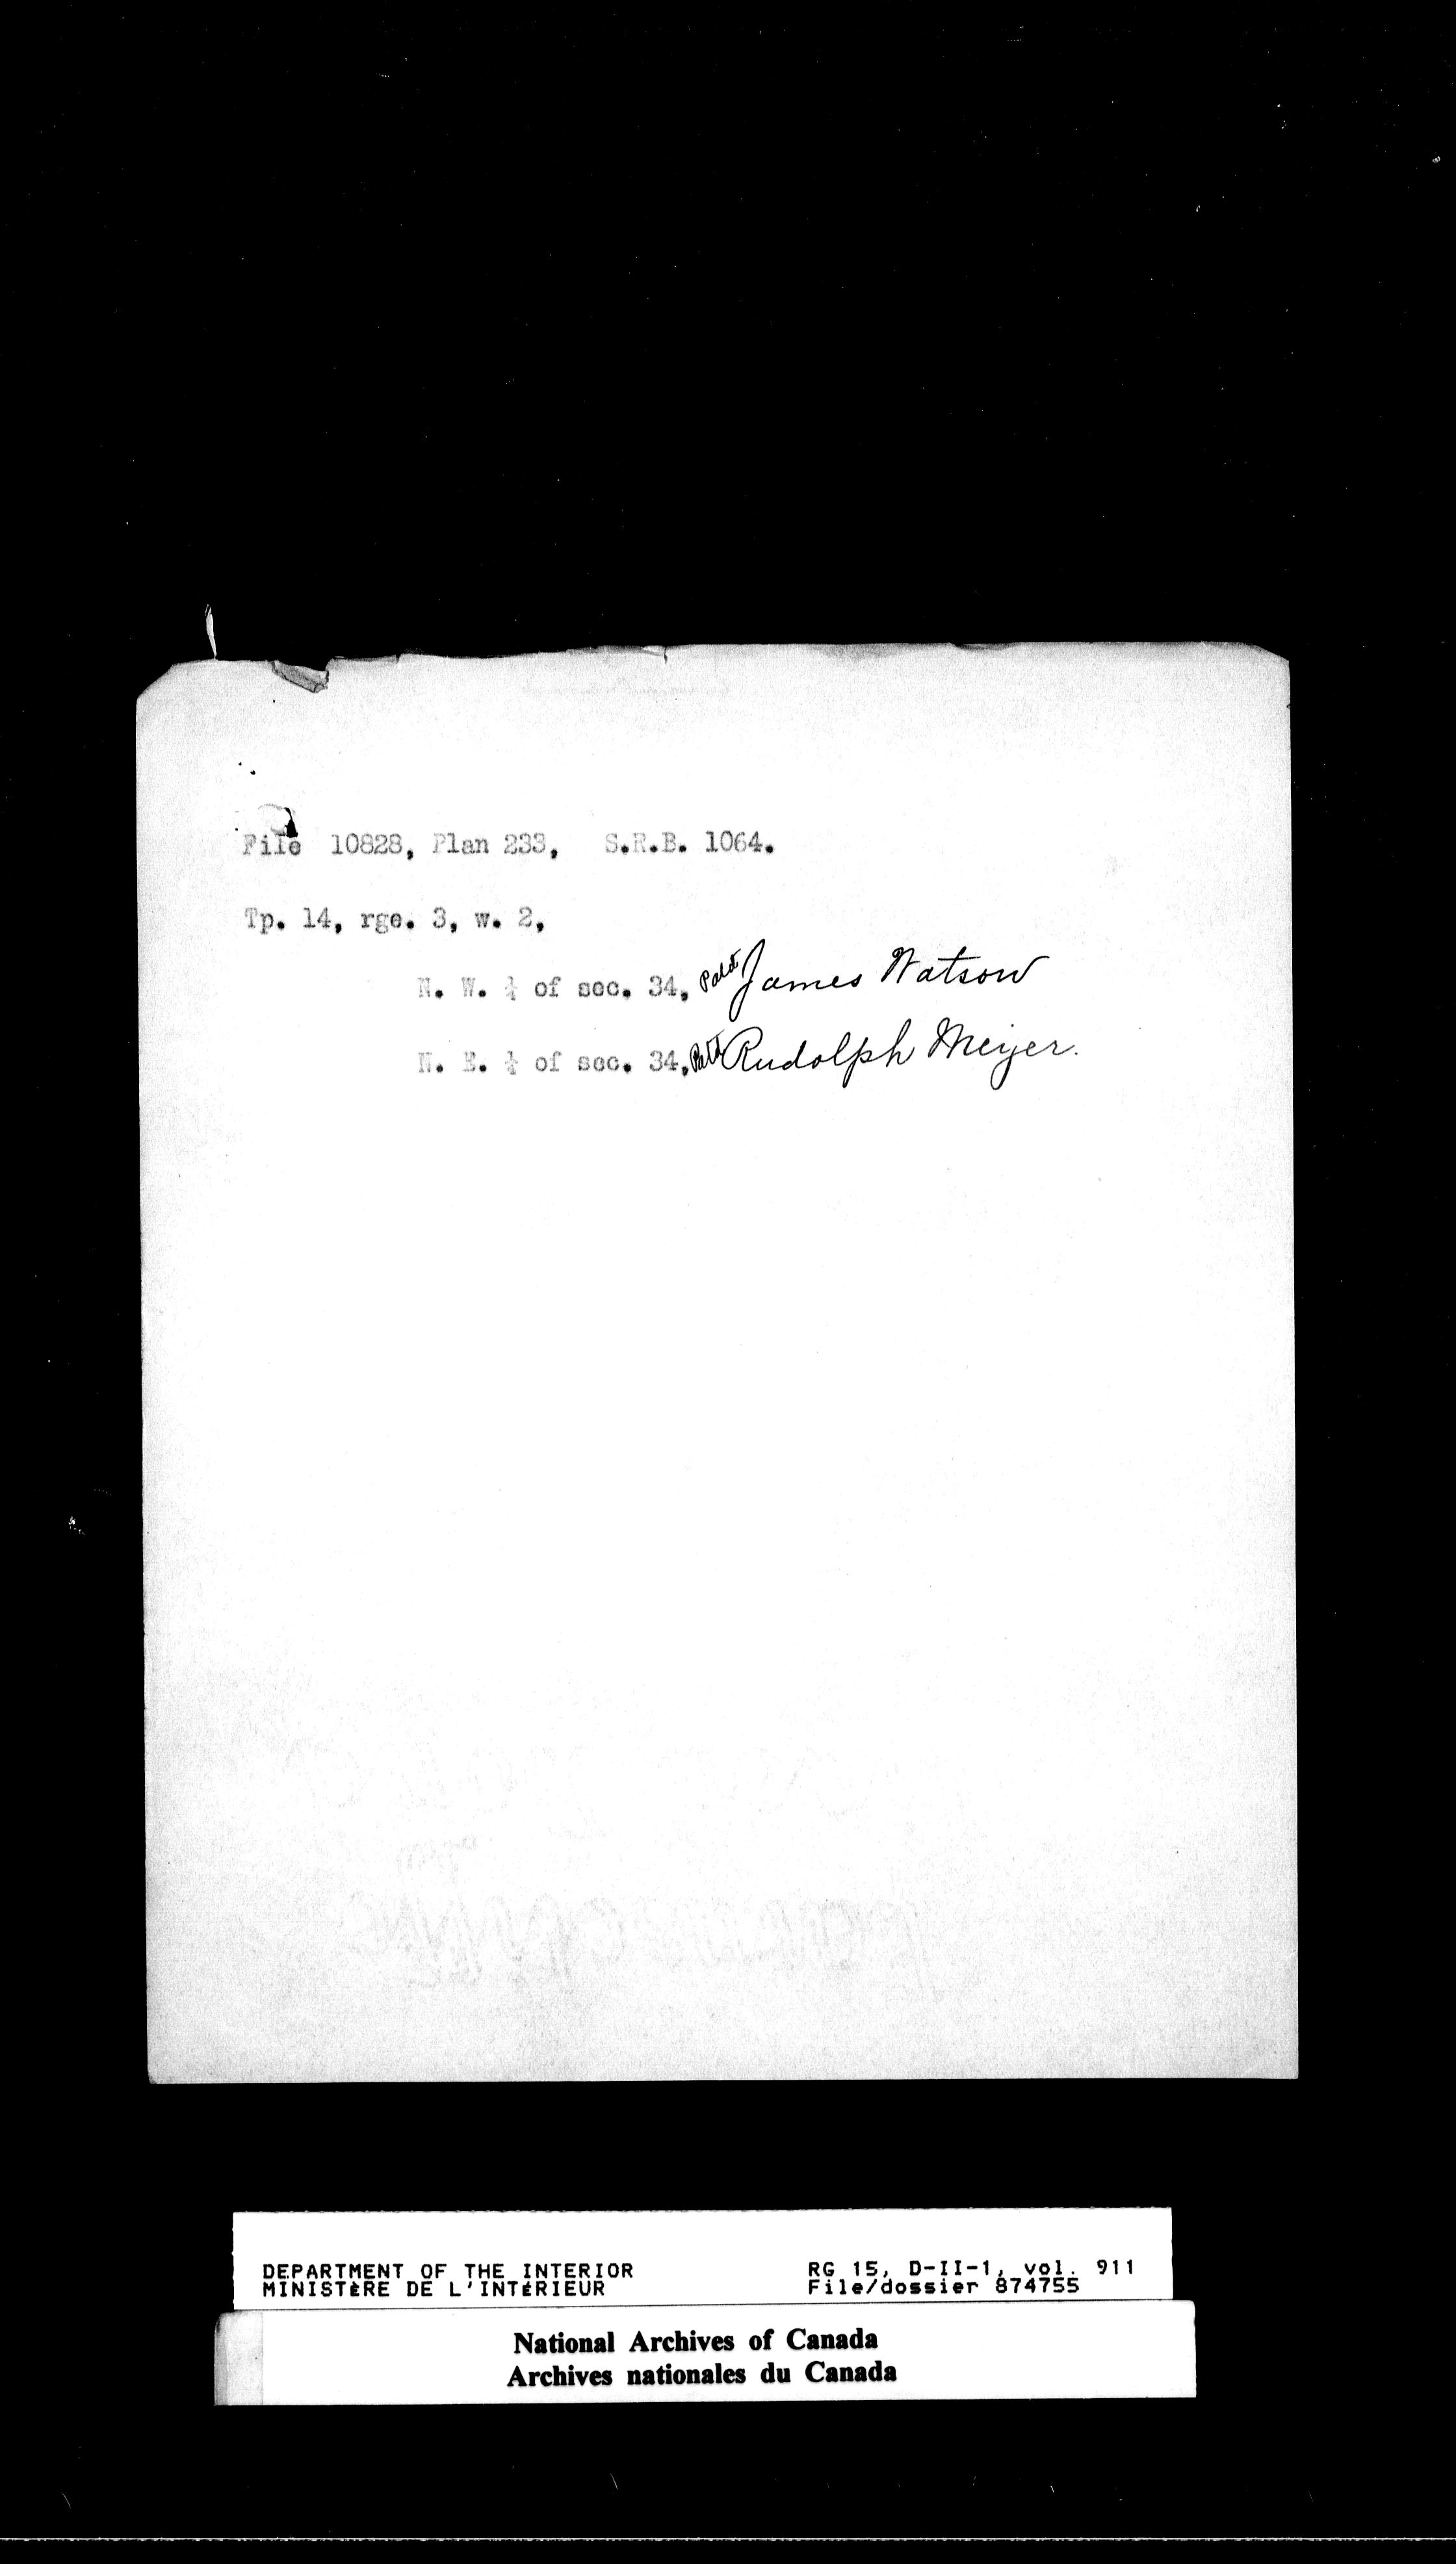 File 10828, Plan 233, S.R.B. 1064.
Tp. 14, rge. 3, w. 2,
N. W. ¼ of sec. 34, Patd James Watson
N. E. ¼ of sec. 34, Patd Rudolph Meyer.
DEPARTMENT OF THE INTERIOR RG 15, D-II-1, vol. 911
MINISTÈRE DE L'INTÉRIEUR File/dossier 874755
National Archives of Canada
Archives nationales du Canada